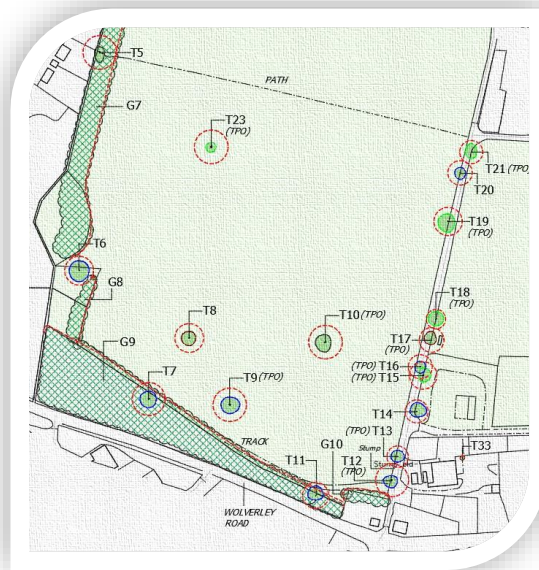 T5
PATH
G7
T23
(TPO)
T21 (TPO)
T20
T19
(TPO)
T6
G8
T18
(TPO)
T8
T10 (TPO)
T17
(TPO)
G9
(TPO) T16
(TPO) T15
T7
T9 (TPO)
T14
(TPO) T13
TRACK
G10
Stump
T33
T11
T12
(TPO)
WOLVERLEY
ROAD